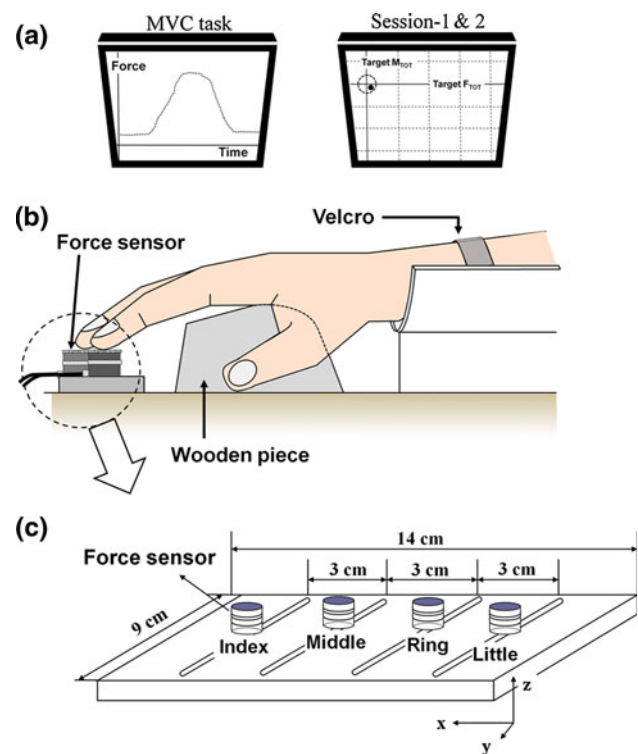 (a)
MVC task
Session-1 & 2
Force
Time
Target M_TOT
Target F_TOT
(b)
Velcro
Force sensor
Wooden piece
(c)
Force sensor
14 cm
3 cm
3 cm
3 cm
9 cm
Index
Middle
Ring
Little
z
x
y